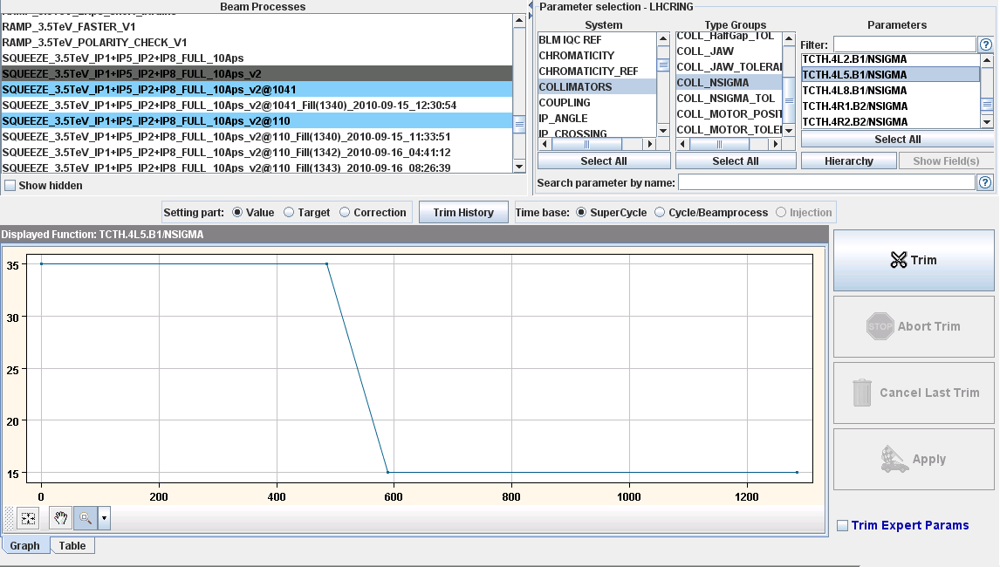 Beam Processes
RAMP_3.5TeV_FASTER_V1
RAMP_3.5TeV_POLARITY_CHECK_V1
SQUEEZE_3.5TeV_IP1+IP5_IP2+IP8_FULL_10Aps
SQUEEZE_3.5TeV_IP1+IP5_IP2+IP8_FULL_10Aps_v2
SQUEEZE_3.5TeV_IP1+IP5_IP2+IP8_FULL_10Aps_v2@1041
SQUEEZE_3.5TeV_IP1+IP5_IP2+IP8_FULL_10Aps_v2@1041_Fill(1340)_2010-09-15_12:30:54
SQUEEZE_3.5TeV_IP1+IP5_IP2+IP8_FULL_10Aps_v2@110
SQUEEZE_3.5TeV_IP1+IP5_IP2+IP8_FULL_10Aps_v2@110_Fill(1340)_2010-09-15_11:33:51
SQUEEZE_3.5TeV_IP1+IP5_IP2+IP8_FULL_10Aps_v2@110_Fill(1342)_2010-09-16_04:41:12
SQUEEZE_3.5TeV_IP1+IP5_IP2+IP8_FULL_10Aps_v2@110_Fill(1343)_2010-09-16_08:26:39
Show hidden
Parameter selection - LHCRING
System
BLM IQC REF
CHROMATICITY
CHROMATICITY_REF
COLLIMATORS
COUPLING
IP_ANGLE
IP_CROSSING
Select All
Type Groups
COLL_HalfGap_TOL
COLL_JAW
COLL_JAW_TOLERAI
COLL_NSIGMA
COLL_NSIGMA_TOL
COLL_MOTOR_POSIT
COLL_MOTOR_TOLEI
Select All
Parameters
Filter:
?
TCTH.4L2.B1/NSIGMA
TCTH.4L5.B1/NSIGMA
TCTH.4L8.B1/NSIGMA
TCTH.4R1.B2/NSIGMA
TCTH.4R2.B2/NSIGMA
Select All
Hierarchy
Show Field(s)
Search parameter by name:
?
Setting part: Value Target Correction
Trim History
Time base: SuperCycle Cycle/Beamprocess Injection
Displayed Function: TCTH.4L5.B1/NSIGMA
35
30
25
20
15
0 200 400 600 800 1000 1200
Graph Table
Trim
STOP Abort Trim
Cancel Last Trim
Apply
Trim Expert Params